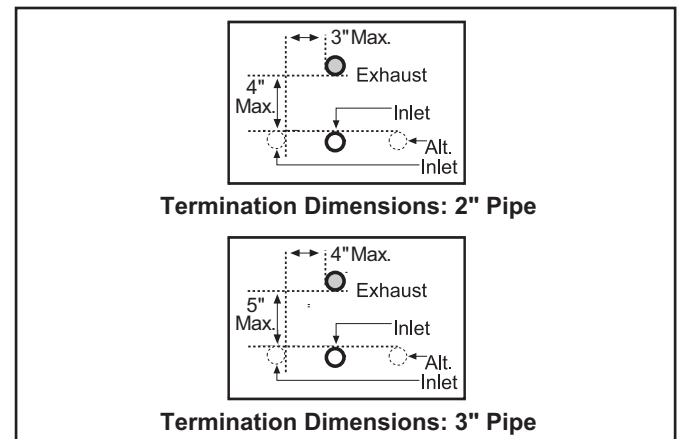 3" Max.
Exhaust
4"
Max.
Inlet
Alt.
Inlet
Termination Dimensions: 2" Pipe
4" Max.
Exhaust
5"
Max.
Inlet
Alt.
Inlet
Termination Dimensions: 3" Pipe